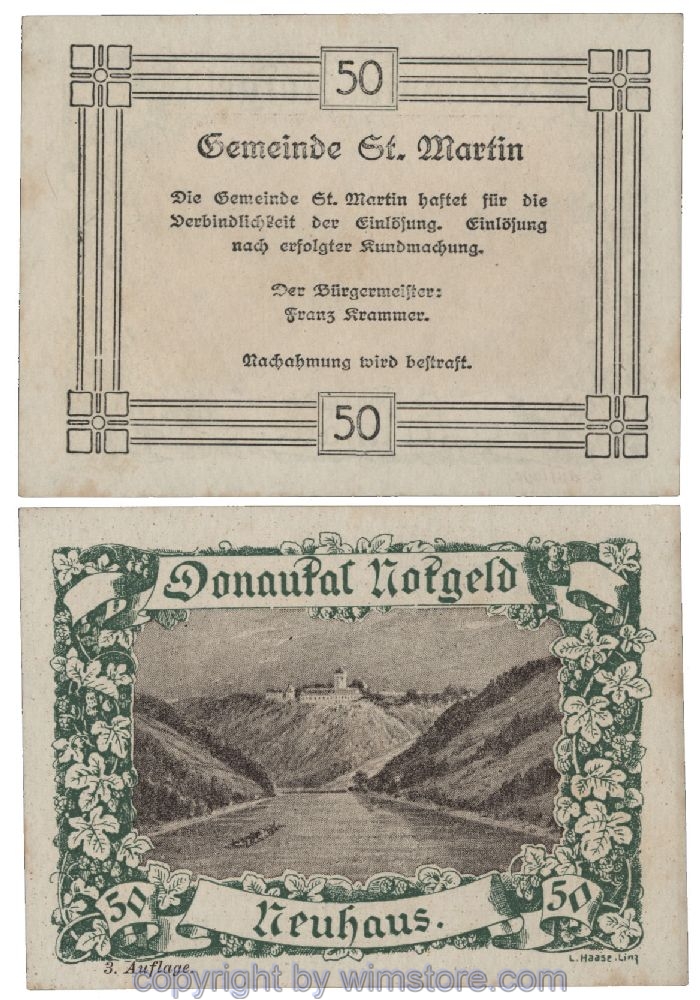 50
Gemeinde St. Martin
Die Gemeinde St. Martin haftet für die
Verbindlichkeit der Einlösung. Einlösung
nach erfolgter Kundmachung.
Der Bürgermeister:
Franz Krammer.
Nachahmung wird bestraft.
50
Donautal Notgeld
50
Neuhaus.
50
3. Auflage.
L. Haase. Linz
copyright by wimstore.com